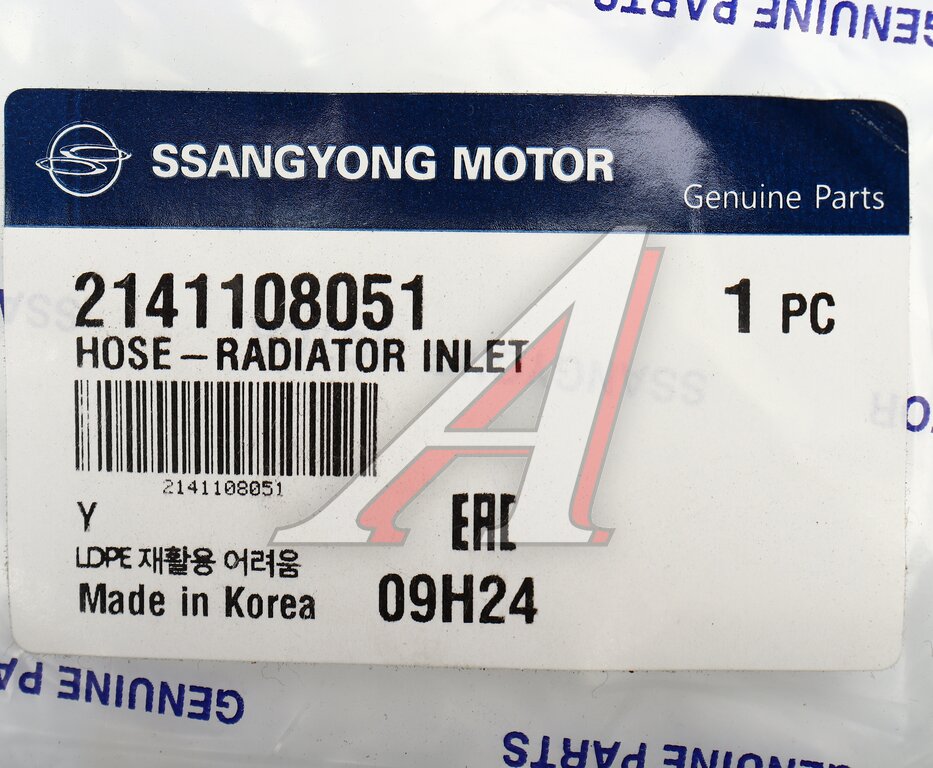 GENUINE PARTS
SSANGYONG MOTOR
Genuine Parts
2141108051
1 PC
HOSE-RADIATOR INLET
2141108051
Y
EAC
LDPE 재활용 어려움
Made in Korea
09H24
SSANGYONG
GENUINE PA
GENUINE PARTS